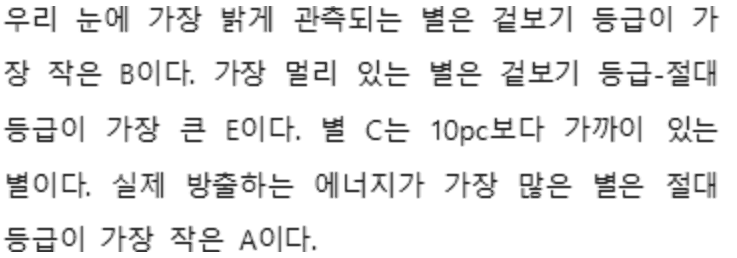 우리 눈에 가장 밝게 관측되는 별은 겉보기 등급이 가
장 작은 B이다. 가장 멀리 있는 별은 겉보기 등급-절대
등급이 가장 큰 E이다. 별 C는 10pc보다 가까이 있는
별이다. 실제 방출하는 에너지가 가장 많은 별은 절대
등급이 가장 작은 A이다.